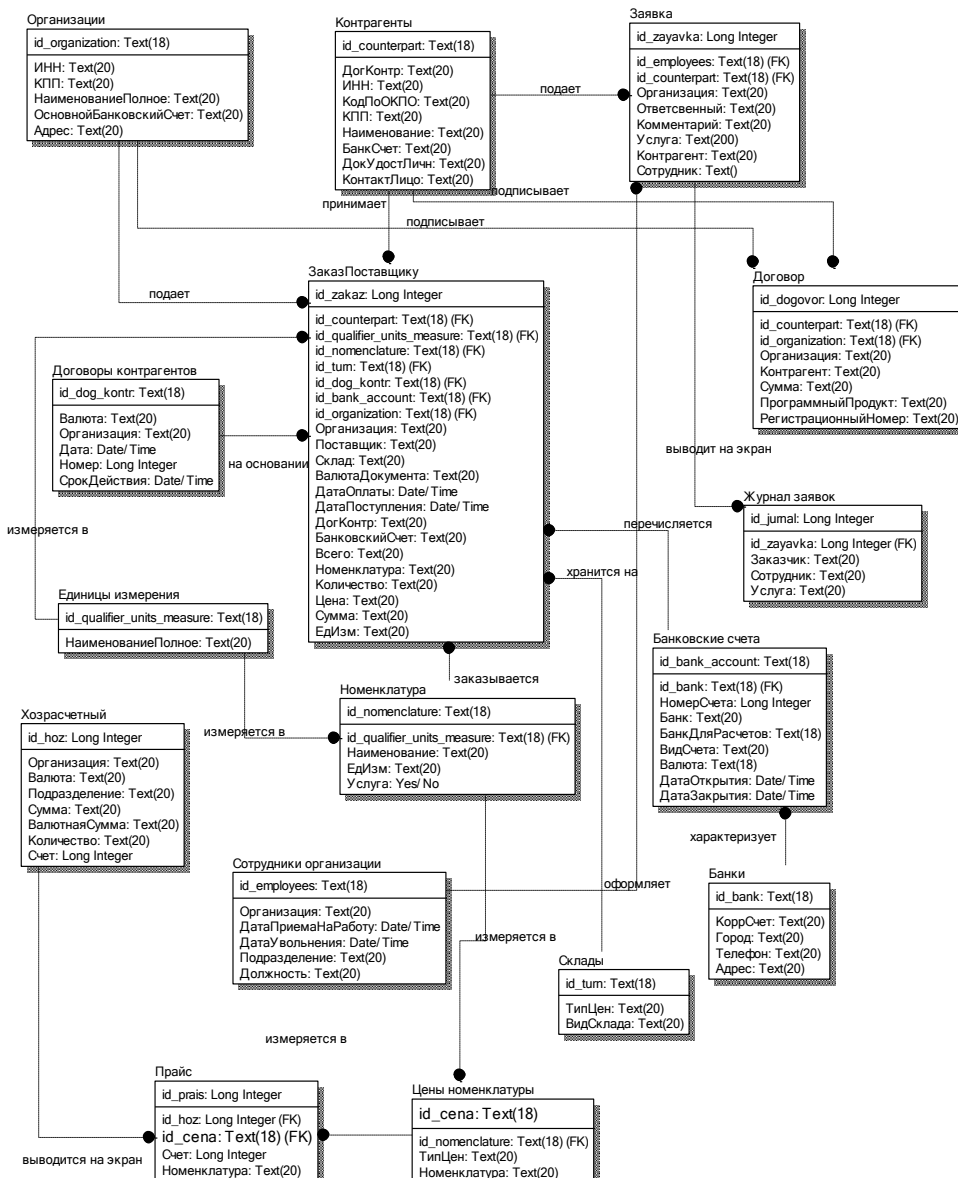 Организации
id_organization: Text(18)
ИНН: Text(20)
КПП: Text(20)
НаименованиеПолное: Text(20)
ОсновнойБанковскийСчет: Text(20)
Адрес: Text(20)
Контрагенты
id_counterpart: Text(18)
ДогКонтр: Text(20)
ИНН: Text(20)
КодПоОКПО: Text(20)
КПП: Text(20)
Наименование: Text(20)
БанкСчет: Text(20)
ДокУдостЛичн: Text(20)
КонтактЛицо: Text(20)
Заявка
id_zayavka: Long Integer
id_employees: Text(18) (FK)
id_counterpart: Text(18) (FK)
Организация: Text(20)
Ответсвенный: Text(20)
Комментарий: Text(20)
Услуга: Text(200)
Контрагент: Text(20)
Сотрудник: Text()
подает
подписывает
принимает
подписывает
подает
ЗаказПоставщику
id_zakaz: Long Integer
id_counterpart: Text(18) (FK)
id_qualifier_units_measure: Text(18) (FK)
id_nomenclature: Text(18) (FK)
id_turn: Text(18) (FK)
id_dog_kontr: Text(18) (FK)
id_bank_account: Text(18) (FK)
id_organization: Text(18) (FK)
Организация: Text(20)
Поставщик: Text(20)
Склад: Text(20)
ВалютаДокумента: Text(20)
ДатаОплаты: Date/Time
ДатаПоступления: Date/Time
ДогКонтр: Text(20)
БанковскийСчет: Text(20)
Всего: Text(20)
Номенклатура: Text(20)
Количество: Text(20)
Цена: Text(20)
Сумма: Text(20)
ЕдИзм: Text(20)
Договор
id_dogovor: Long Integer
id_counterpart: Text(18) (FK)
id_organization: Text(18) (FK)
Организация: Text(20)
Контрагент: Text(20)
Сумма: Text(20)
ПрограммныйПродукт: Text(20)
РегистрационныйНомер: Text(20)
Договоры контрагентов
id_dog_kontr: Text(18)
Валюта: Text(20)
Организация: Text(20)
Дата: Date/Time
Номер: Long Integer
СрокДействия: Date/Time
на основании
выводит на экран
измеряется в
перечисляется
хранится на
Журнал заявок
id_jurnal: Long Integer
id_zayavka: Long Integer (FK)
Заказчик: Text(20)
Сотрудник: Text(20)
Услуга: Text(20)
Единицы измерения
id_qualifier_units_measure: Text(18)
НаименованиеПолное: Text(20)
Банковские счета
id_bank_account: Text(18)
id_bank: Text(18) (FK)
НомерСчета: Long Integer
Банк: Text(20)
БанкДляРасчетов: Text(18)
ВидСчета: Text(20)
Валюта: Text(18)
ДатаОткрытия: Date/Time
ДатаЗакрытия: Date/Time
заказывается
Номенклатура
id_nomenclature: Text(18)
id_qualifier_units_measure: Text(18) (FK)
Наименование: Text(20)
ЕдИзм: Text(20)
Услуга: Yes/No
измеряется в
Хозрасчетный
id_hoz: Long Integer
Организация: Text(20)
Валюта: Text(20)
Подразделение: Text(20)
Сумма: Text(20)
ВалютнаяСумма: Text(20)
Количество: Text(20)
Счет: Long Integer
характеризует
Сотрудники организации
id_employees: Text(18)
Организация: Text(20)
ДатаПриемаНаРаботу: Date/Time
ДатаУвольнения: Date/Time
Подразделение: Text(20)
Должность: Text(20)
оформляет
Банки
id_bank: Text(18)
КоррСчет: Text(20)
Город: Text(20)
Телефон: Text(20)
Адрес: Text(20)
измеряется в
Склады
id_turn: Text(18)
ТипЦен: Text(20)
ВидСклада: Text(20)
измеряется в
Прайс
id_prais: Long Integer
id_hoz: Long Integer (FK)
id_cena: Text(18) (FK)
Счет: Long Integer
Номенклатура: Text(20)
выводится на экран
Цены номенклатуры
id_cena: Text(18)
id_nomenclature: Text(18) (FK)
ТипЦен: Text(20)
Номенклатура: Text(20)